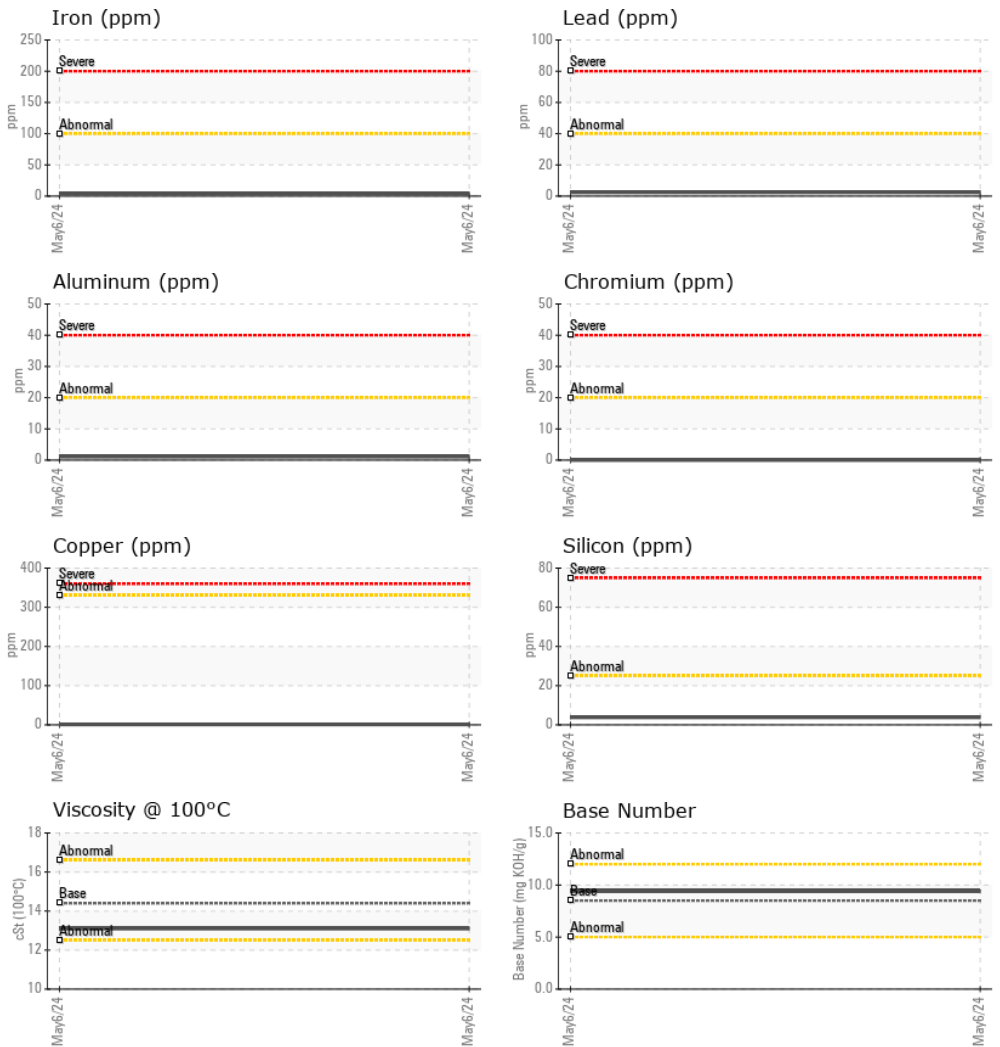 Iron (ppm)
250
200
150
100
50
0
ppm
Severe
Abnormal
May6/24
May6/24
Lead (ppm)
100
80
60
40
20
0
ppm
Severe
Abnormal
May6/24
May6/24
Aluminum (ppm)
50
40
30
20
10
0
ppm
Severe
Abnormal
May6/24
May6/24
Chromium (ppm)
50
40
30
20
10
0
ppm
Severe
Abnormal
May6/24
May6/24
Copper (ppm)
400
300
200
100
0
ppm
Severe
Abnormal
May6/24
May6/24
Silicon (ppm)
80
60
40
20
0
ppm
Severe
Abnormal
May6/24
May6/24
Viscosity @ 100°C
18
16
14
12
10
cSt (100°C)
Abnormal
Base
Abnormal
May6/24
May6/24
Base Number
15.0
10.0
5.0
0.0
Base Number (mg KOH/g)
Abnormal
Base
Abnormal
May6/24
May6/24